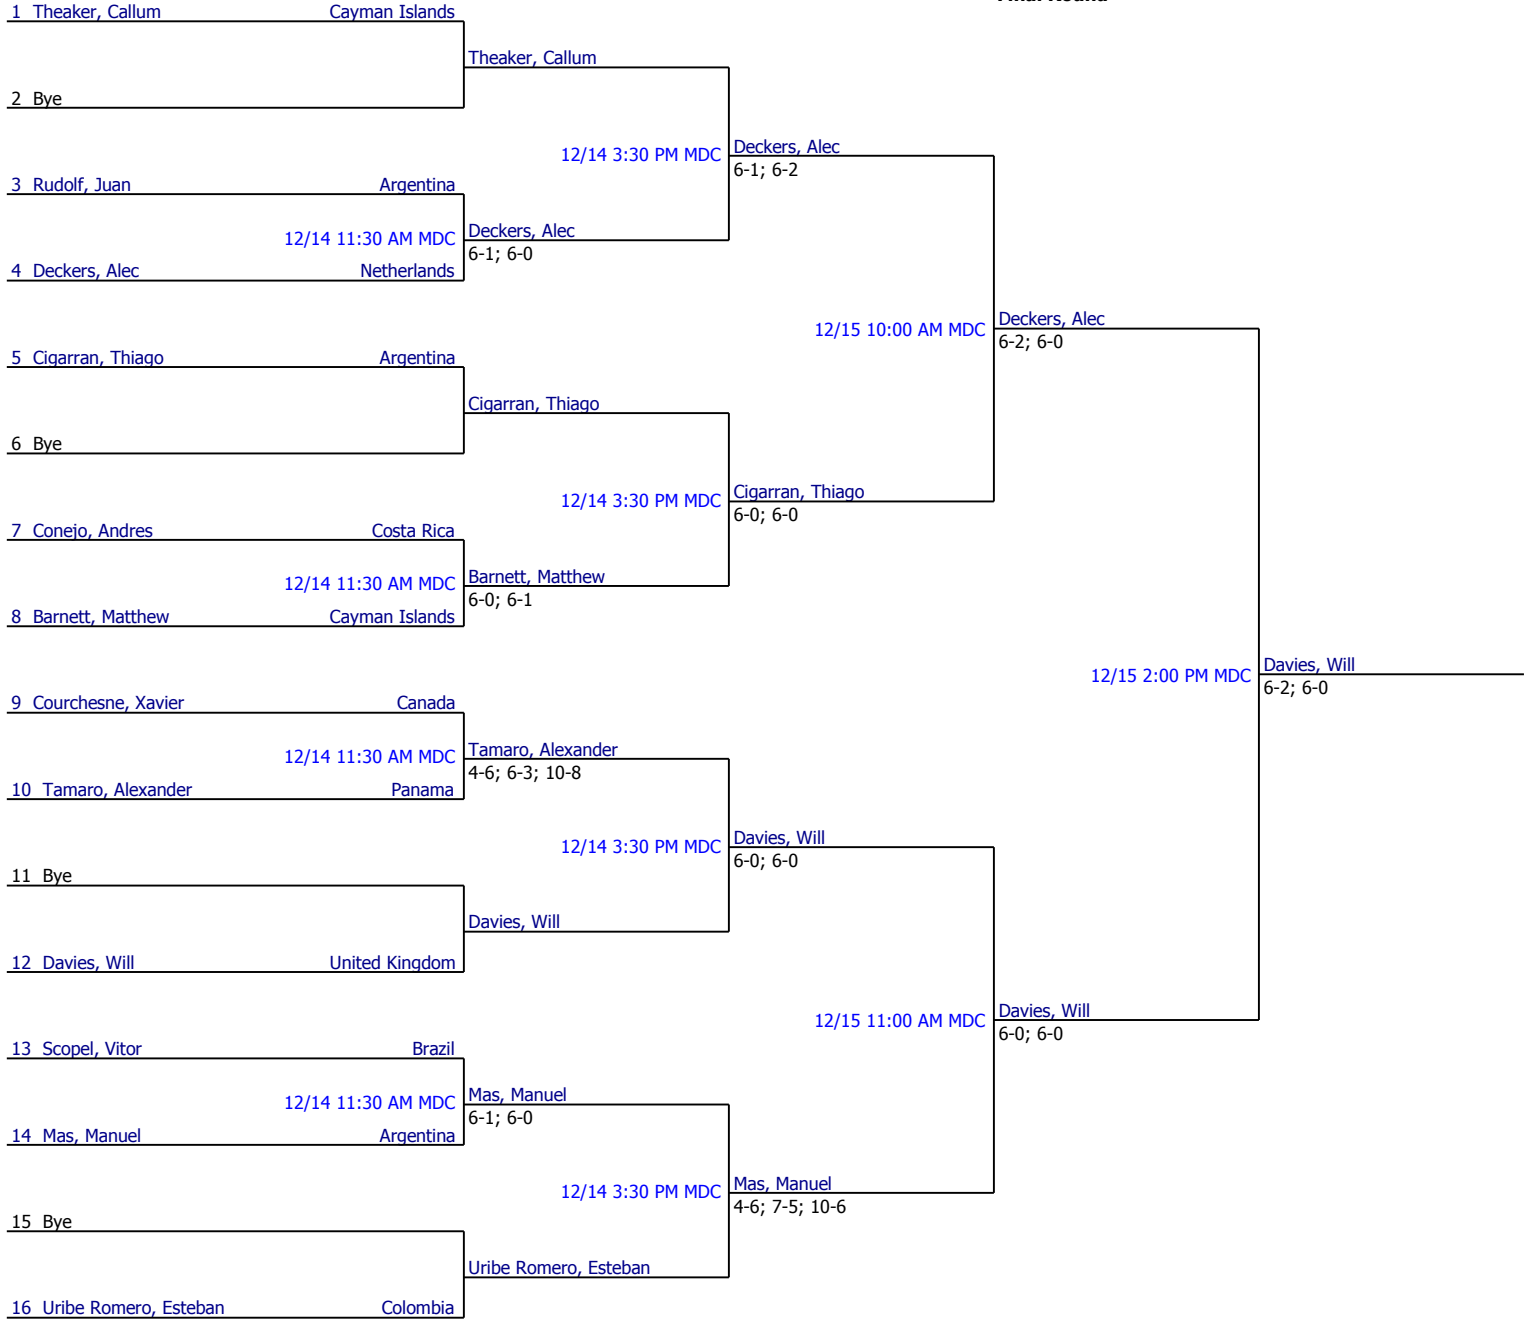 1 Theaker, Callum Cayman Islands
Theaker, Callum
2 Bye
12/14 3:30 PM MDC Deckers, Alec
6-1; 6-2
3 Rudolf, Juan Argentina
12/14 11:30 AM MDC Deckers, Alec
6-1; 6-0
4 Deckers, Alec Netherlands
12/15 10:00 AM MDC Deckers, Alec
6-2; 6-0
5 Cigarran, Thiago Argentina
Cigarran, Thiago
6 Bye
12/14 3:30 PM MDC Cigarran, Thiago
6-0; 6-0
7 Conejo, Andres Costa Rica
12/14 11:30 AM MDC Barnett, Matthew
6-0; 6-1
8 Barnett, Matthew Cayman Islands
12/15 2:00 PM MDC Davies, Will
6-2; 6-0
9 Courchesne, Xavier Canada
12/14 11:30 AM MDC Tamaro, Alexander
4-6; 6-3; 10-8
10 Tamaro, Alexander Panama
12/14 3:30 PM MDC Davies, Will
6-0; 6-0
11 Bye
Davies, Will
12 Davies, Will United Kingdom
12/15 11:00 AM MDC Davies, Will
6-0; 6-0
13 Scopel, Vitor Brazil
12/14 11:30 AM MDC Mas, Manuel
6-1; 6-0
14 Mas, Manuel Argentina
12/14 3:30 PM MDC Mas, Manuel
4-6; 7-5; 10-6
15 Bye
Uribe Romero, Esteban
16 Uribe Romero, Esteban Colombia